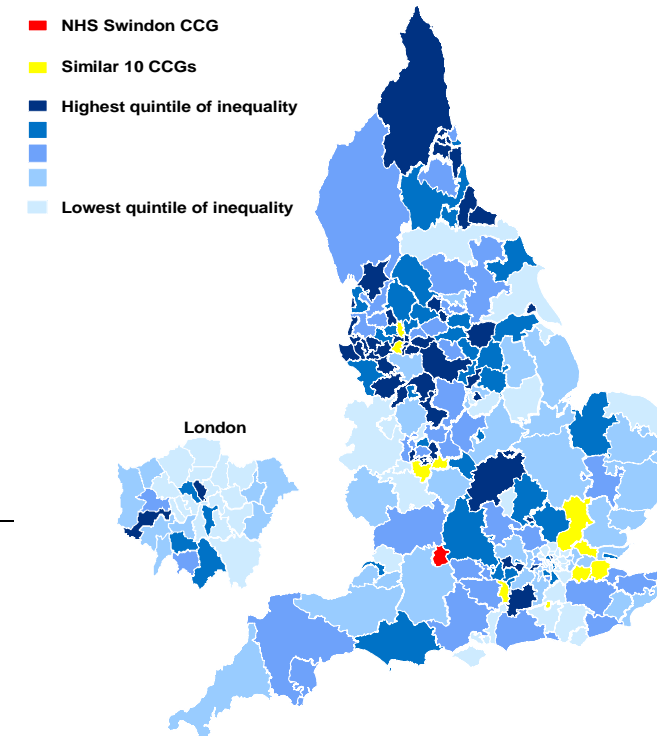 NHS Swindon CCG
Similar 10 CCGs
Highest quintile of inequality
Lowest quintile of inequality
London